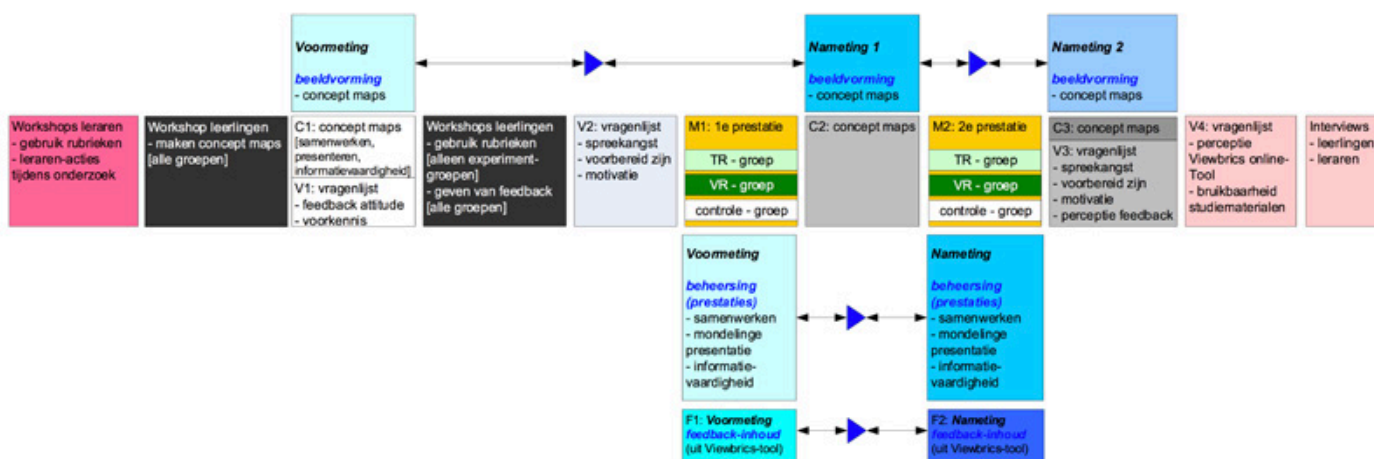 Voormeting
beeldvorming
- concept maps
Nameting 1
beeldvorming
- concept maps
Nameting 2
beeldvorming
- concept maps
Workshops leraren
- gebruik rubrieken
- leraren-acties
tijdens onderzoek
Workshop leerlingen
- maken concept maps
[alle groepen]
C1: concept maps
[samenwerken,
presenteren,
informatievaardigheid]
V1: vragenlijst
- feedback attitude
- voorkennis
Workshops leerlingen
- gebruik rubrieken
[alleen experiment-
groepen]
- geven van feedback
[alle groepen]
V2: vragenlijst
- spreekangst
- voorbereid zijn
- motivatie
M1: 1e prestatie
TR - groep
VR - groep
controle - groep
C2: concept maps
M2: 2e prestatie
TR - groep
VR - groep
controle - groep
C3: concept maps
V3: vragenlijst
- spreekangst
- voorbereid zijn
- motivatie
- perceptie feedback
V4: vragenlijst
- perceptie
Viewbrics online-
Tool
- bruikbaarheid
studiematerialen
Interviews
- leerlingen
- leraren
Voormeting
beheersing
(prestaties)
- samenwerken
- mondelinge
presentatie
- informatie-
vaardigheid
Nameting
beheersing
(prestaties)
- samenwerken
- mondelinge
presentatie
- informatie-
vaardigheid
F1: Voormeting
feedback-inhoud
(uit Viewbrics-tool)
F2: Nameting
feedback-inhoud
(uit Viewbrics-tool)